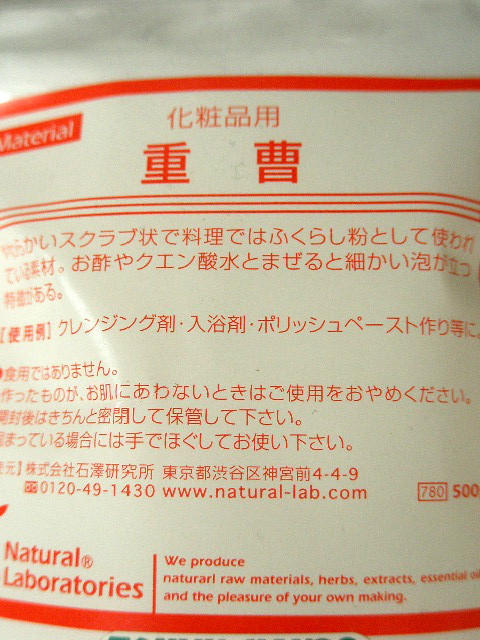 Material
化粧品用
重曹
やわらかいスクラブ状で料理ではふくらし粉として使われ
ている素材。お酢やクエン酸水とまぜると細かい泡が立つ
特徴がある。
【使用例】クレンジング剤・入浴剤・ポリッシュペースト作り等に。
●食用ではありません。
作ったものが、お肌にあわないときはご使用をおやめください。
開封後はきちんと密閉して保管して下さい。
固まっている場合には手でほぐしてお使い下さい。
元】株式会社石澤研究所 東京都渋谷区神宮前4-4-9
0120-49-1430 www.natural-lab.com
780 500
Natural®
Laboratories
We produce
naturarl raw materials, herbs, extracts, essential oil
and the pleasure of your own making.